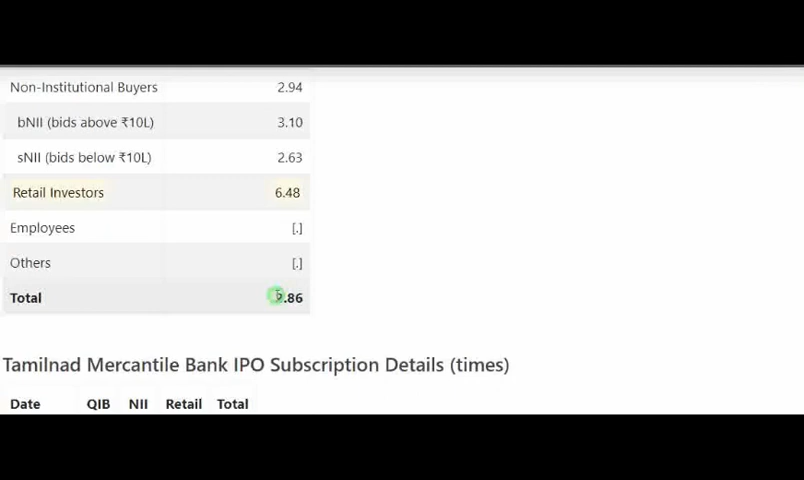 Non-Institutional Buyers 2.94
bNII (bids above ₹10L) 3.10
sNII (bids below ₹10L) 2.63
Retail Investors 6.48
Employees [.]
Others [.]
Total 2.86
Tamilnad Mercantile Bank IPO Subscription Details (times)
Date QIB NII Retail Total